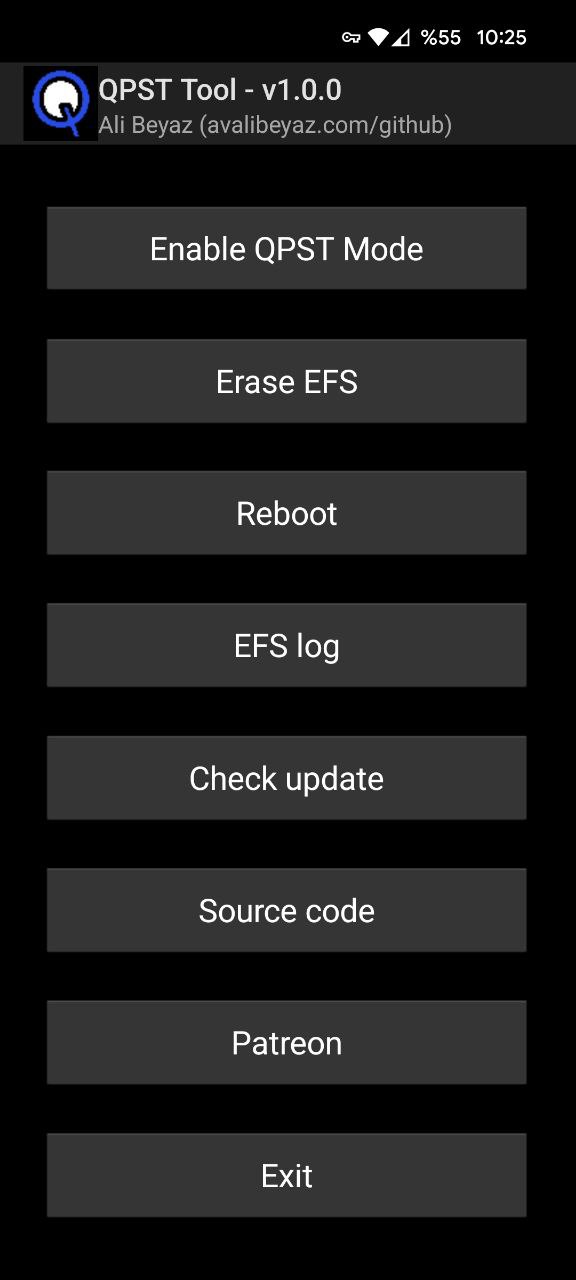 %55 10:25
QPST Tool - v1.0.0
Ali Beyaz (avalibeyaz.com/github)
Enable QPST Mode
Erase EFS
Reboot
EFS log
Check update
Source code
Patreon
Exit